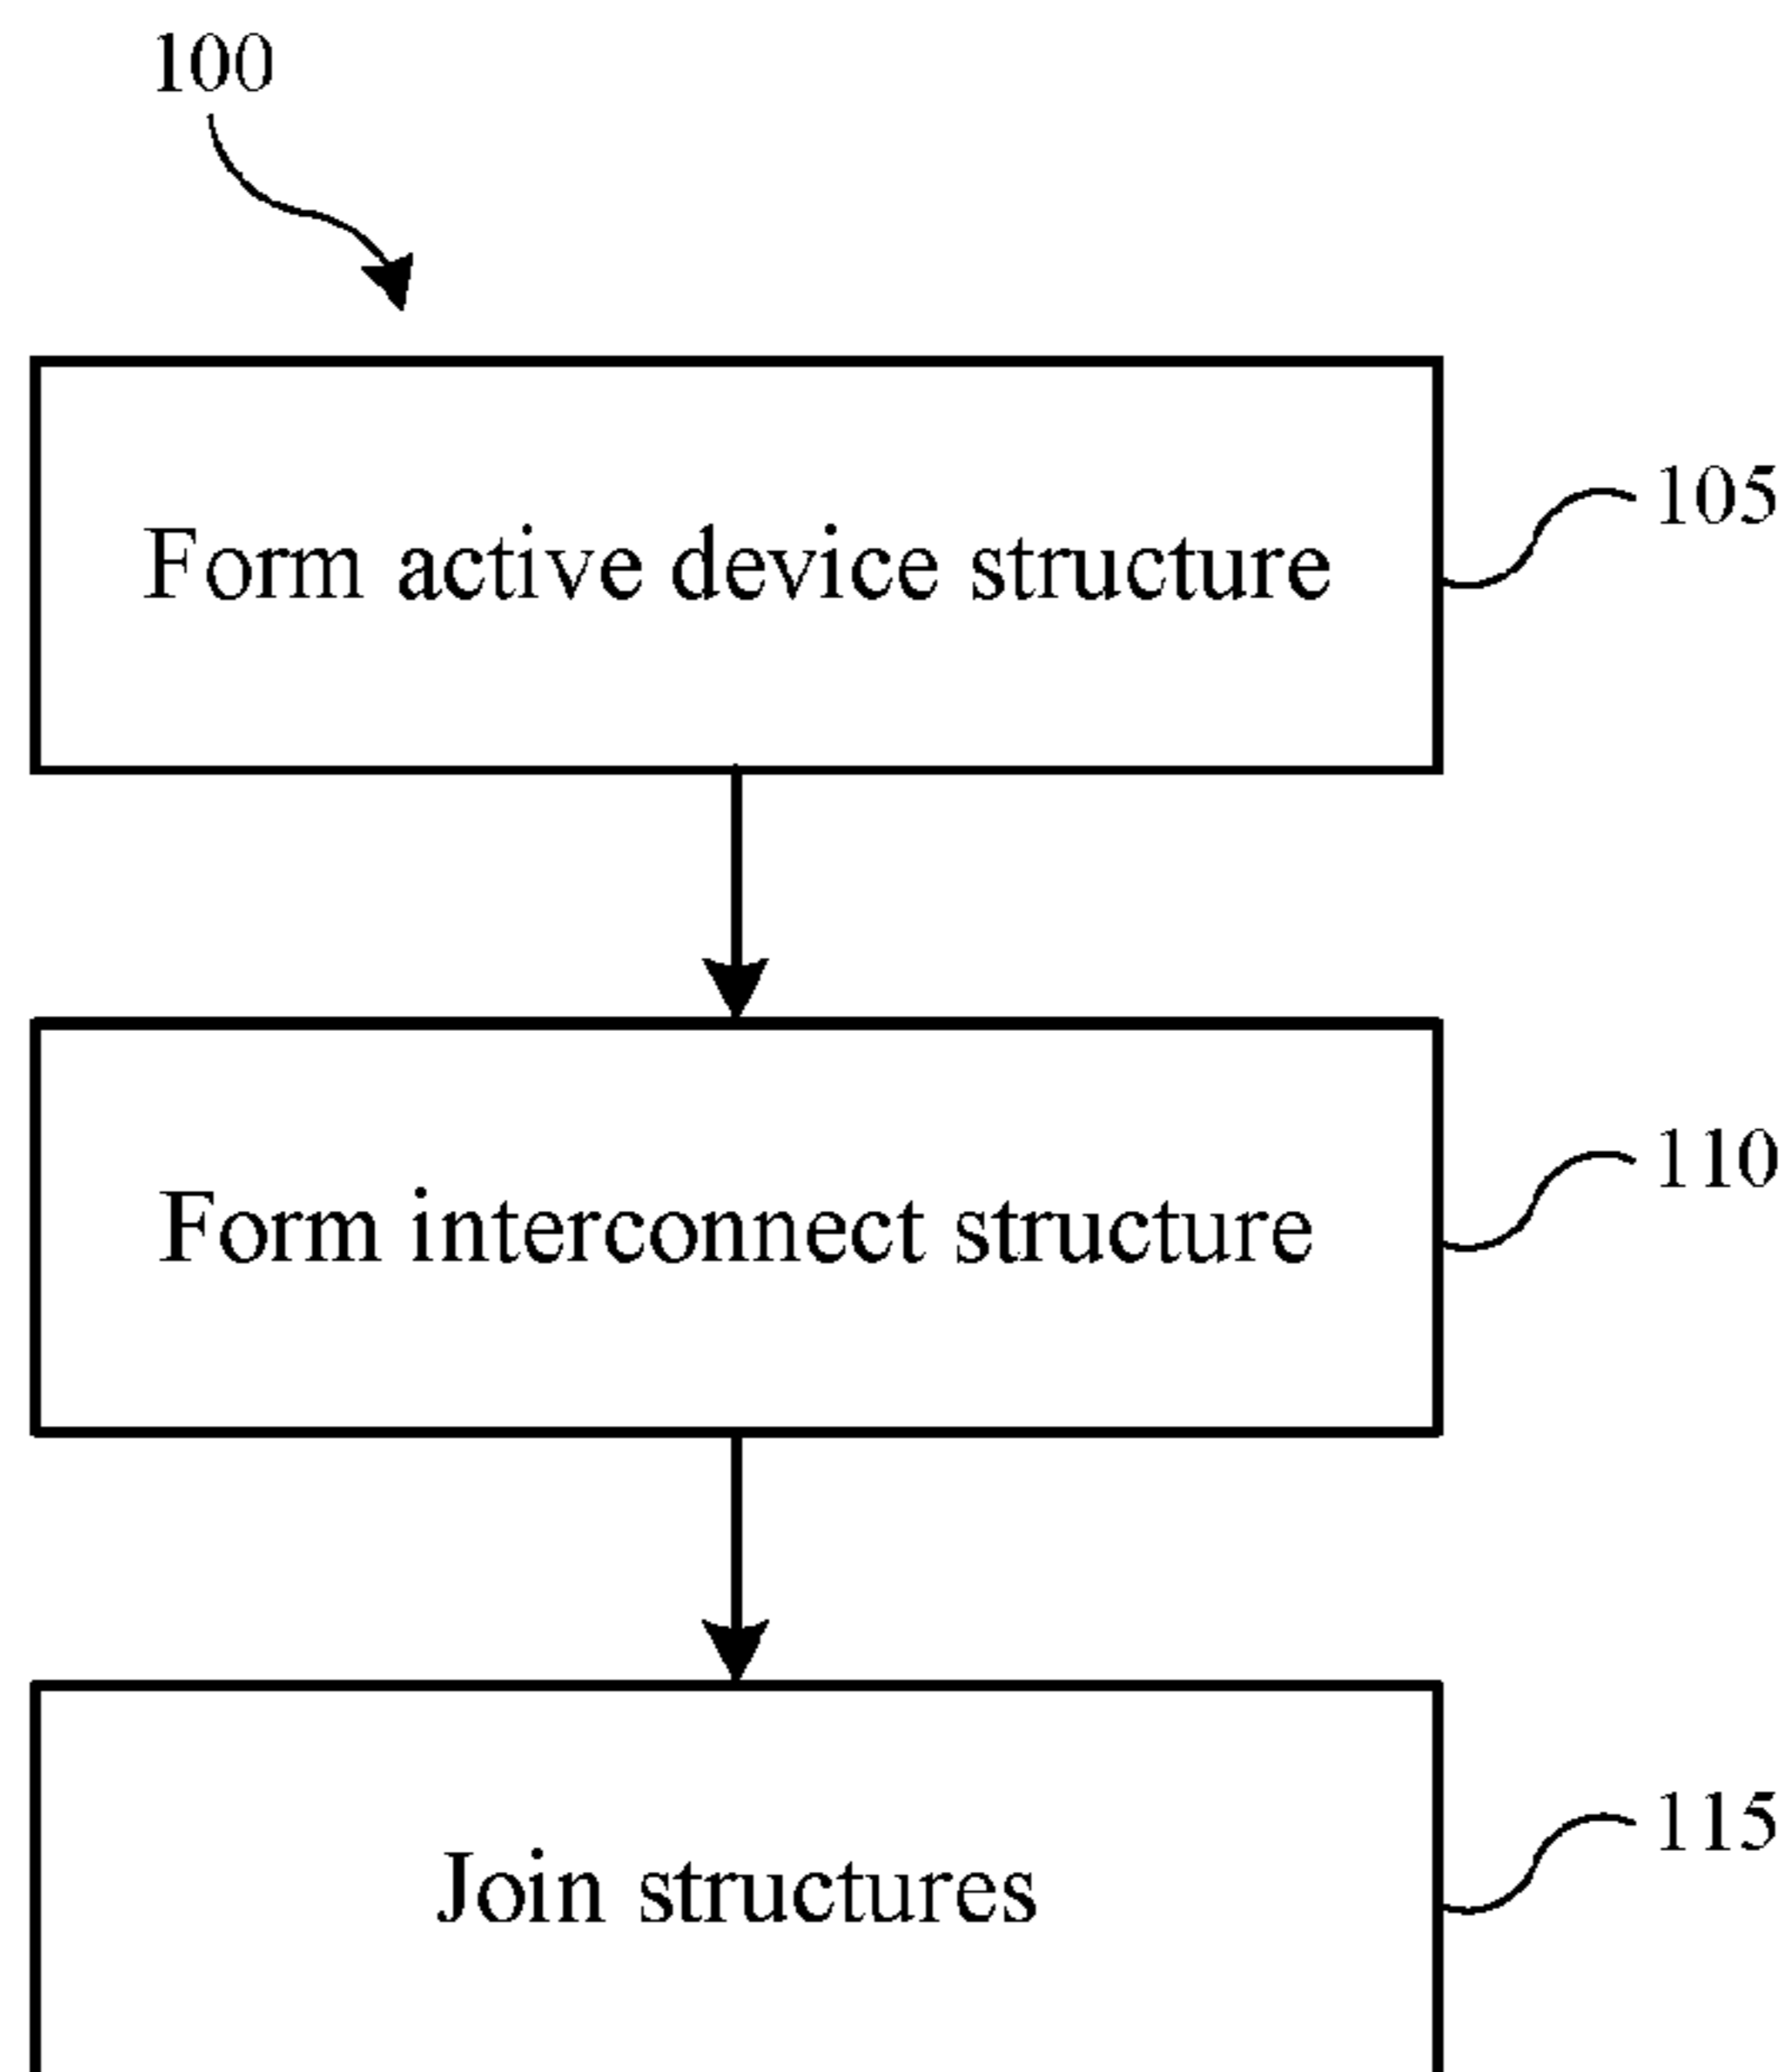 100
Form active device structure
105
Form interconnect structure
110
Join structures
115